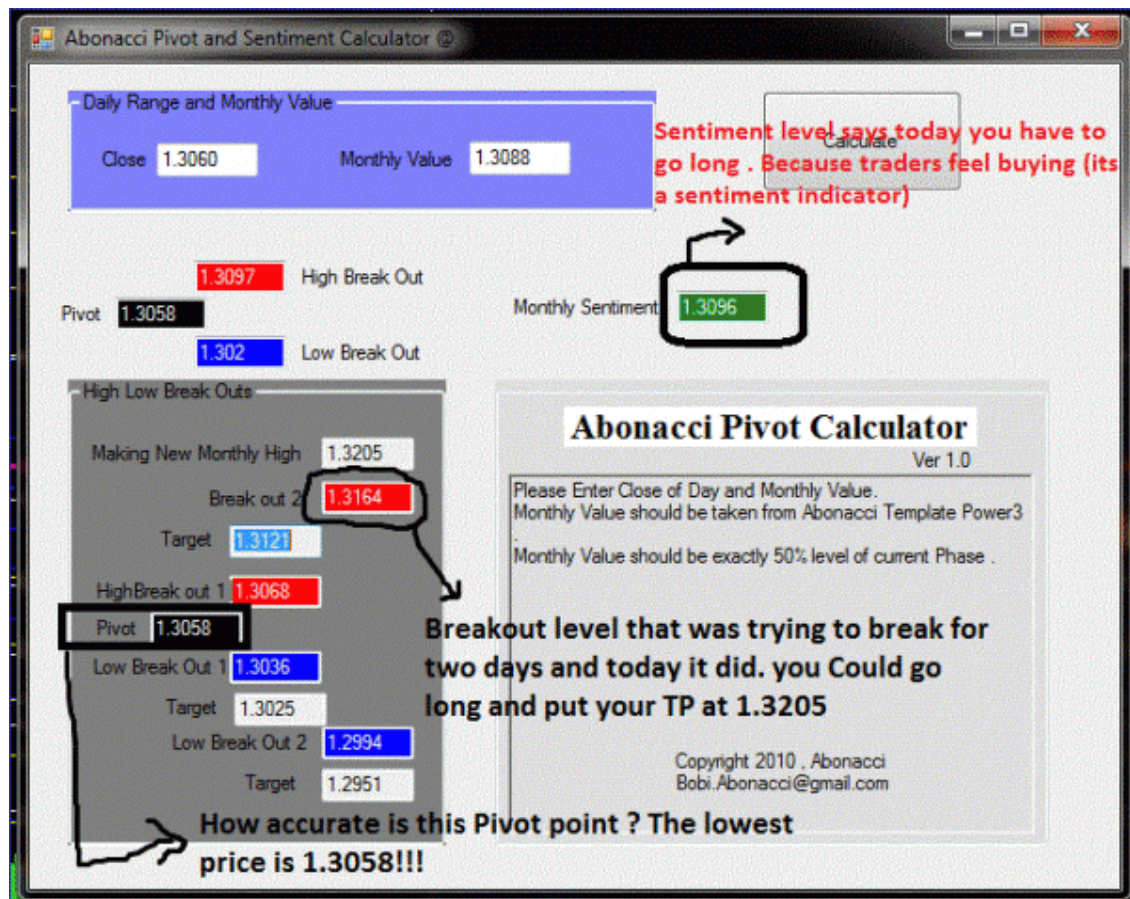 Abonacci Pivot and Sentiment Calculator @
Daily Range and Monthly Value
Close 1.3060 Monthly Value 1.3088
Calculate
Sentiment level says today you have to
go long . Because traders feel buying (its
a sentiment indicator)
1.3097 High Break Out
Pivot 1.3058
1.302 Low Break Out
Monthly Sentiment 1.3096
High Low Break Outs
Making New Monthly High 1.3205
Break out 2 1.3164
Target 1.3121
HighBreak out 1 1.3068
Pivot 1.3058
Low Break Out 1 1.3036
Target 1.3025
Low Break Out 2 1.2994
Target 1.2951
Abonacci Pivot Calculator
Ver 1.0
Please Enter Close of Day and Monthly Value.
Monthly Value should be taken from Abonacci Template Power3
.
Monthly Value should be exactly 50% level of current Phase .
Breakout level that was trying to break for
two days and today it did. you Could go
long and put your TP at 1.3205
Copyright 2010 , Abonacci
Bobi.Abonacci@gmail.com
How accurate is this Pivot point ? The lowest
price is 1.3058!!!